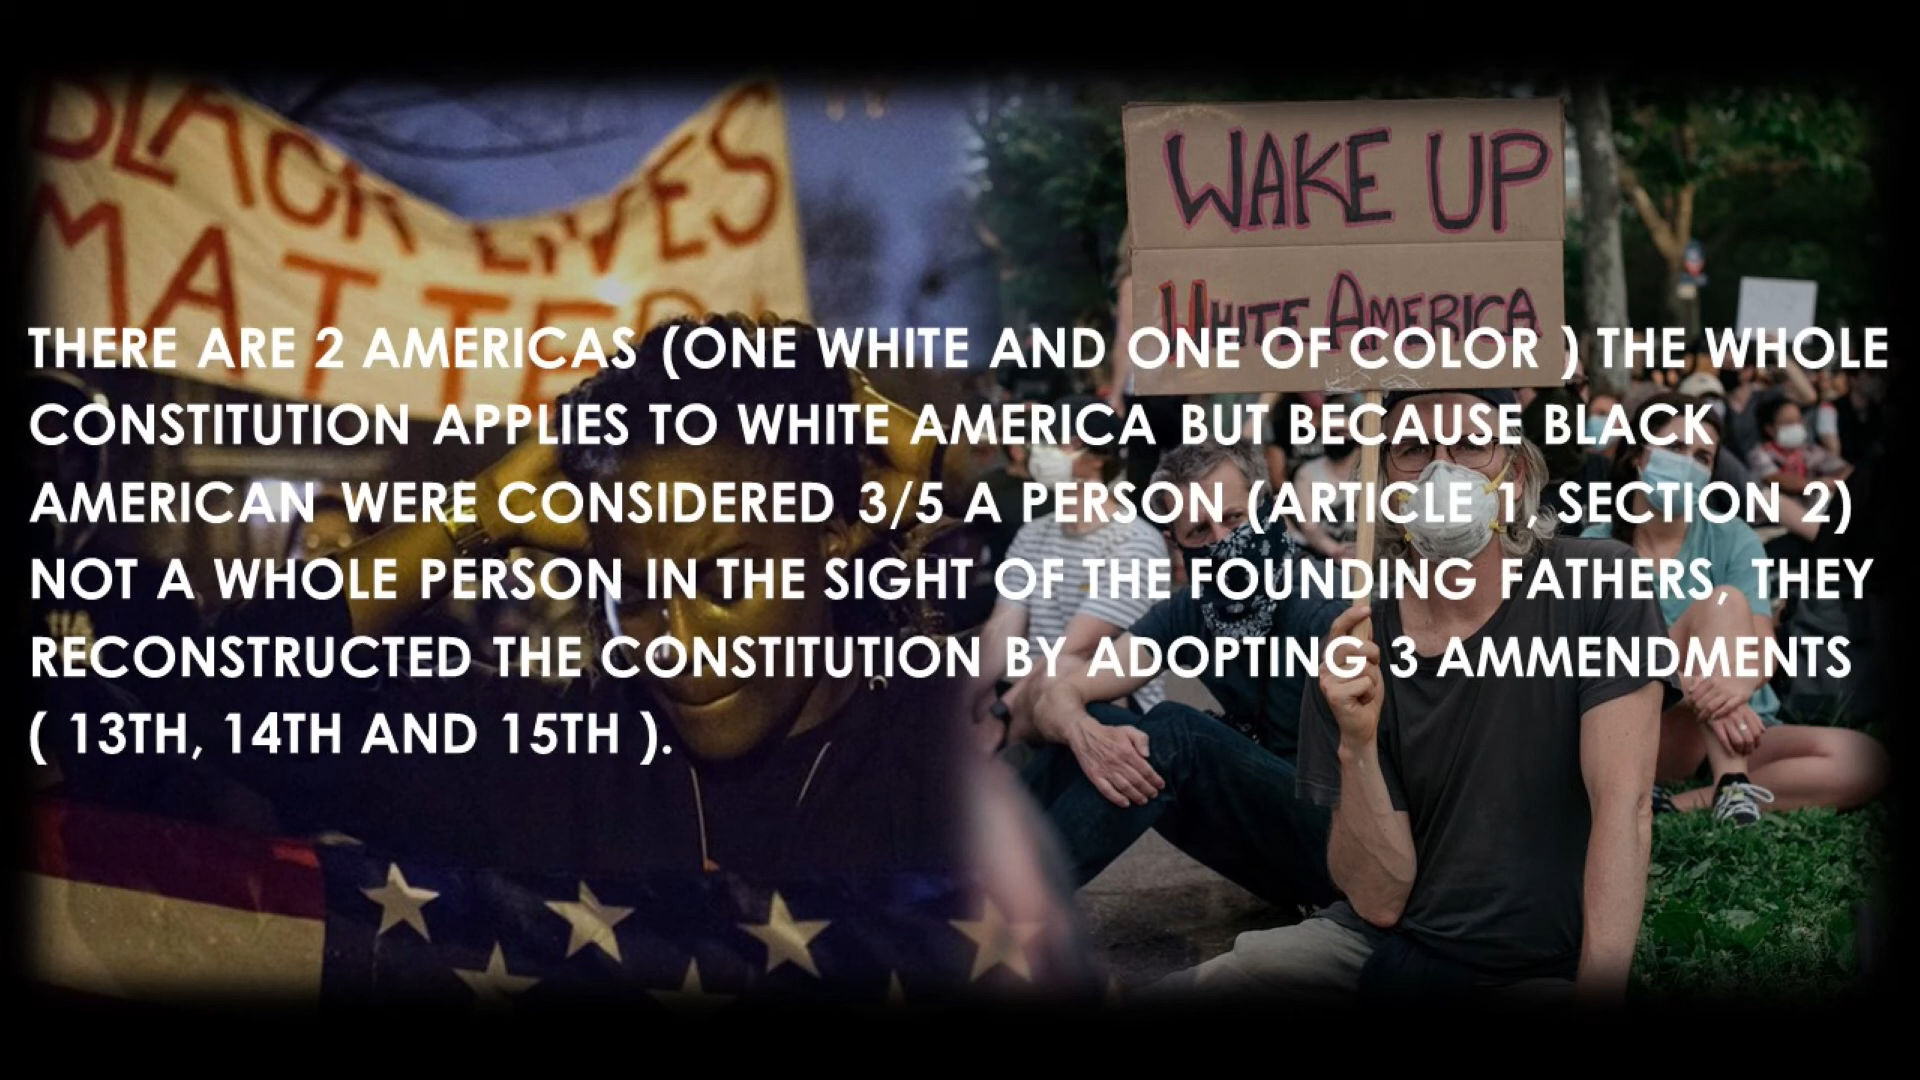 BLACK LIVES
MATTER
WAKE UP
WHITE AMERICA
THERE ARE 2 AMERICAS (ONE WHITE AND ONE OF COLOR ) THE WHOLE
CONSTITUTION APPLIES TO WHITE AMERICA BUT BECAUSE BLACK
AMERICAN WERE CONSIDERED 3/5 A PERSON (ARTICLE 1, SECTION 2)
NOT A WHOLE PERSON IN THE SIGHT OF THE FOUNDING FATHERS, THEY
RECONSTRUCTED THE CONSTITUTION BY ADOPTING 3 AMMENDMENTS
( 13TH, 14TH AND 15TH ).